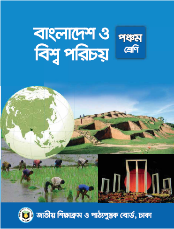 বাংলাদেশ ও
বিশ্ব পরিচয়
পঞ্চম
শ্রেণি
জাতীয় শিক্ষাক্রম ও পাঠ্যপুস্তক বোর্ড, ঢাকা